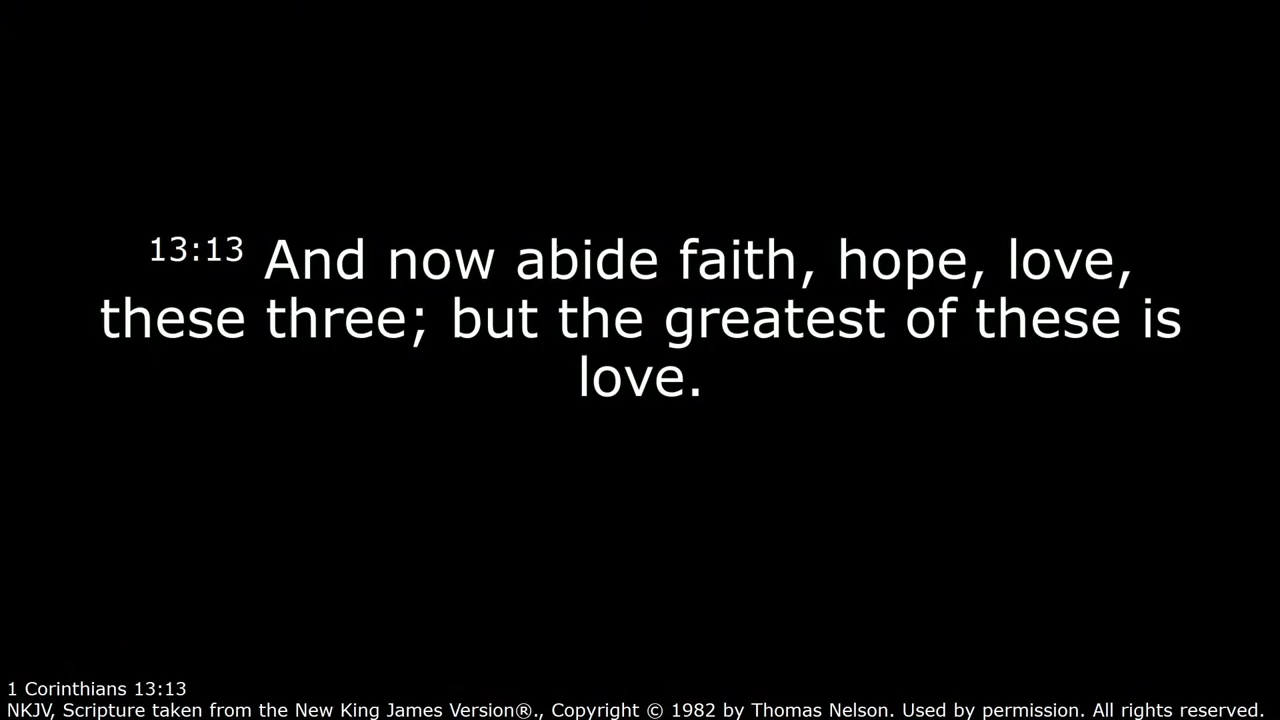 13:13 And now abide faith, hope, love,
these three; but the greatest of these is
love.
1 Corinthians 13:13
NKJV, Scripture taken from the New King James Version®., Copyright © 1982 by Thomas Nelson. Used by permission. All rights reserved.